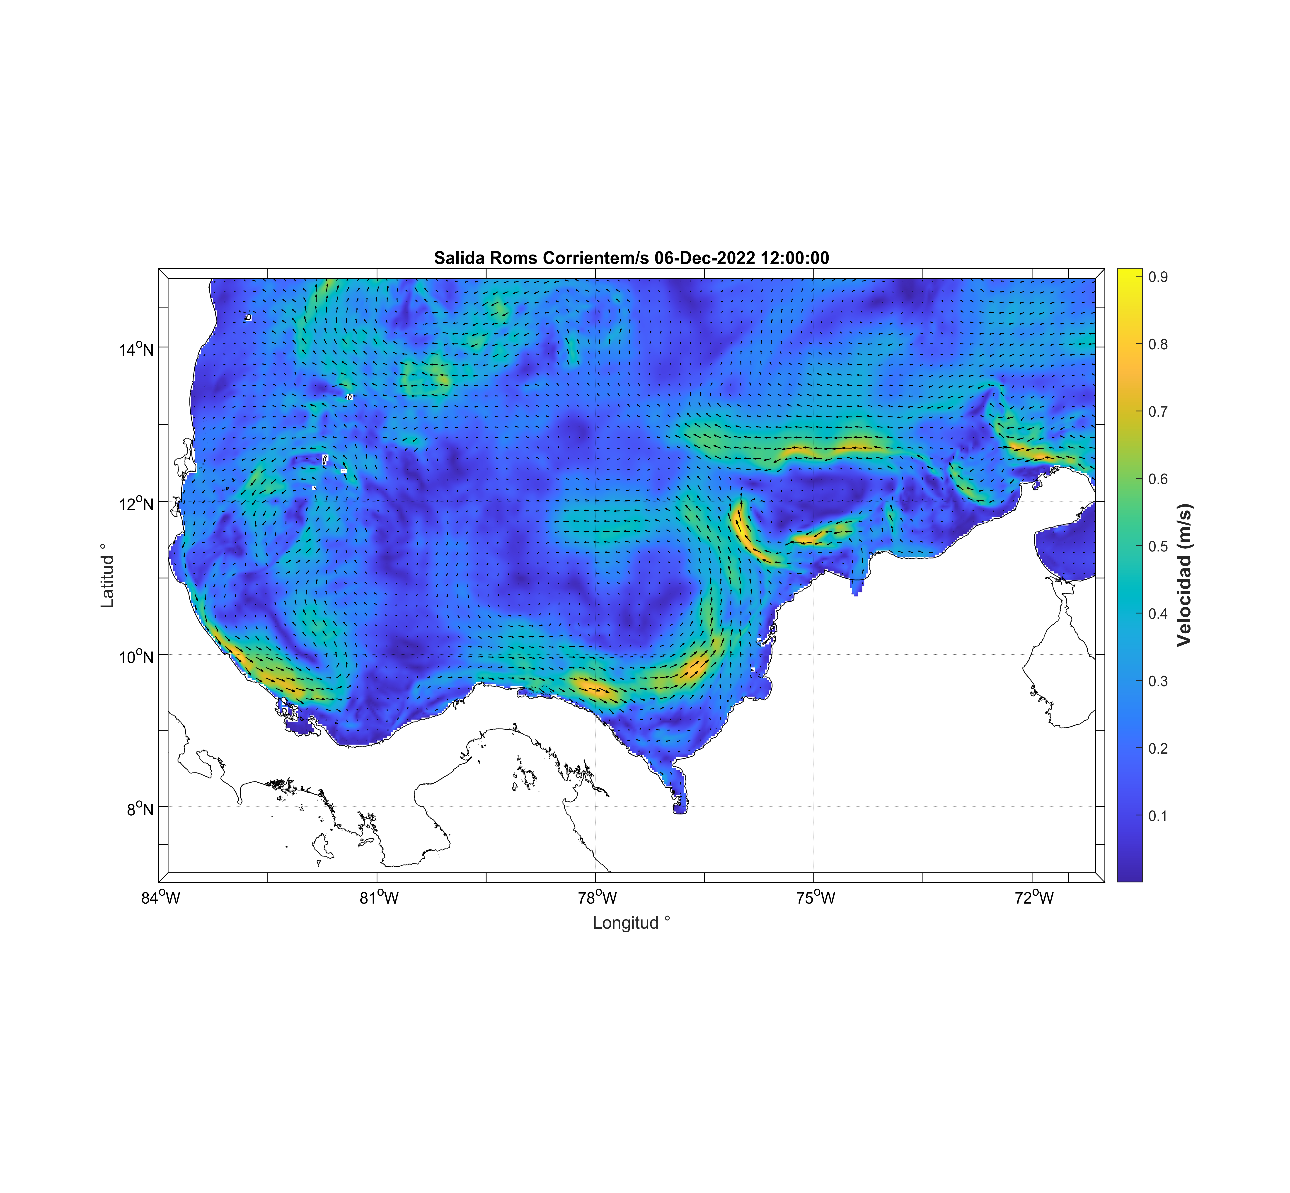 Salida Roms Corrientem/s 06-Dec-2022 12:00:00
14°N
12°N
10°N
8°N
84°W
81°W
78°W
75°W
72°W
Latitud °
Longitud °
0.9
0.8
0.7
0.6
0.5
0.4
0.3
0.2
0.1
Velocidad (m/s)